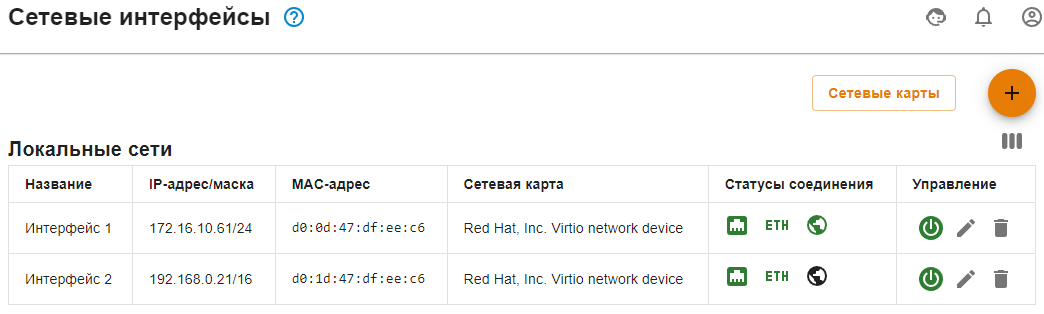 Сетевые интерфейсы
Сетевые карты
Локальные сети
Название IP-адрес/маска MAC-адрес Сетевая карта Статусы соединения Управление
Интерфейс 1 172.16.10.61/24 d0:0d:47:df:ee:c6 Red Hat, Inc. Virtio network device ETH
Интерфейс 2 192.168.0.21/16 d0:1d:47:df:ee:c6 Red Hat, Inc. Virtio network device ETH